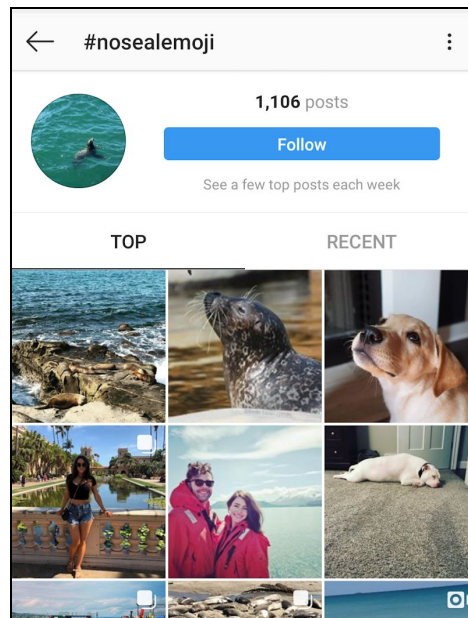 #nosealemoji
1,106 posts
Follow
See a few top posts each week
TOP
RECENT